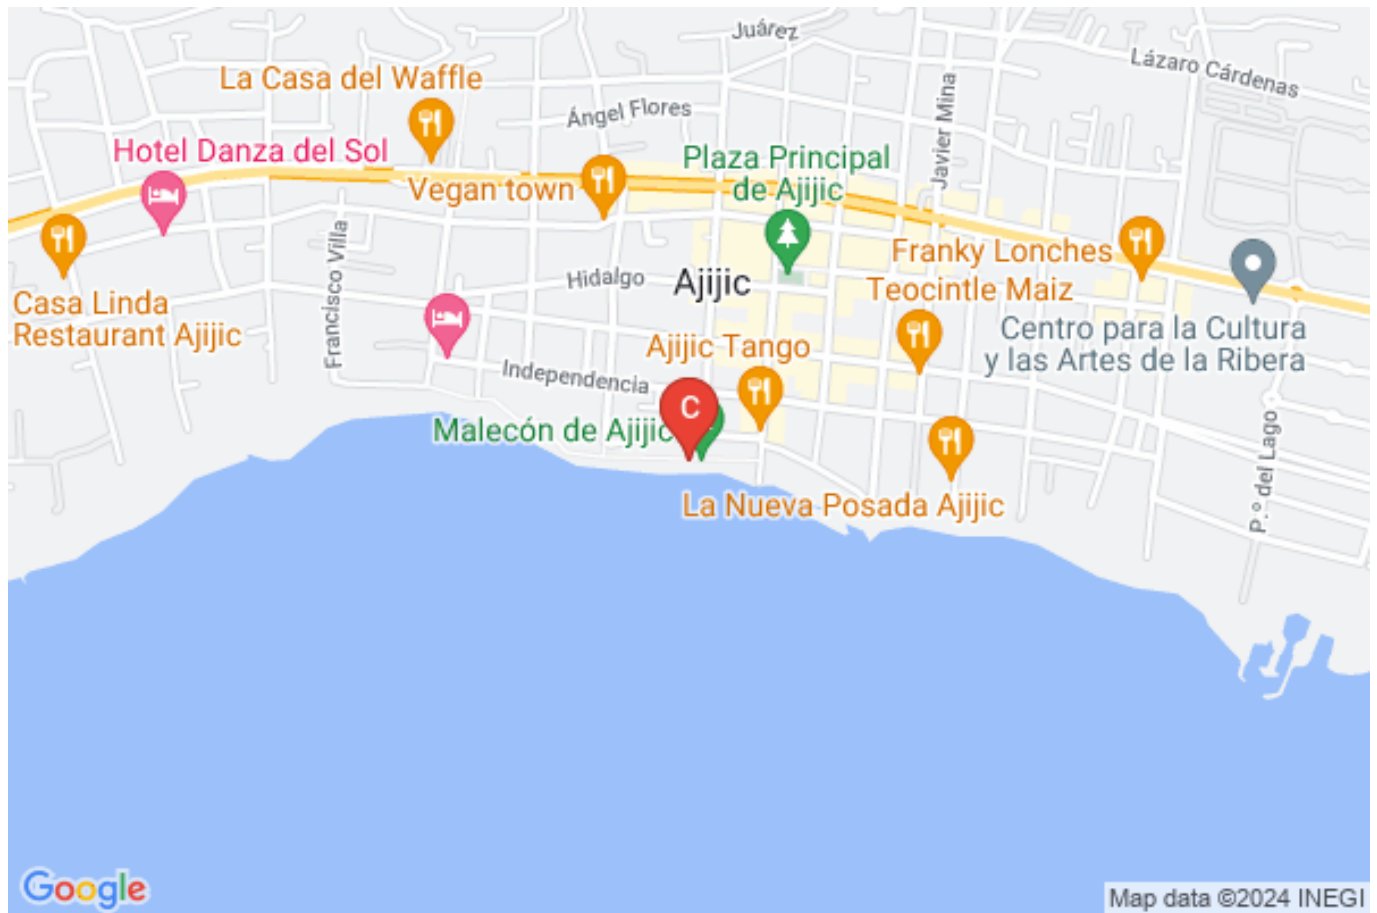 Juárez
Lázaro Cárdenas
La Casa del Waffle
Ángel Flores
Javier Mina
Hotel Danza del Sol
Plaza Principal
de Ajijic
Vegan town
Francisco Villa
Franky Lonches
Hidalgo
Ajijic
Teocintle Maiz
Casa Linda
Restaurant Ajijic
Centro para la Cultura
y las Artes de la Ribera
Ajijic Tango
Independencia
C
Malecón de Ajijic
P.º del Lago
La Nueva Posada Ajijic
Google
Map data ©2024 INEGI